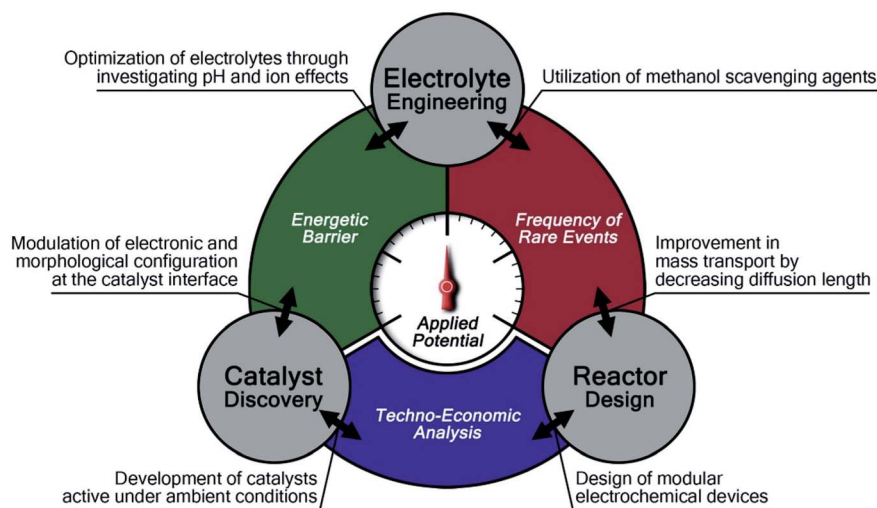 Optimization of electrolytes through
investigating pH and ion effects
Electrolyte
Engineering
Utilization of methanol scavenging agents
Energetic
Barrier
Frequency of
Rare Events
Modulation of electronic and
morphological configuration
at the catalyst interface
Improvement in
mass transport by
decreasing diffusion length
Applied
Potential
Catalyst
Discovery
Reactor
Design
Techno-Economic
Analysis
Development of catalysts
active under ambient conditions
Design of modular
electrochemical devices